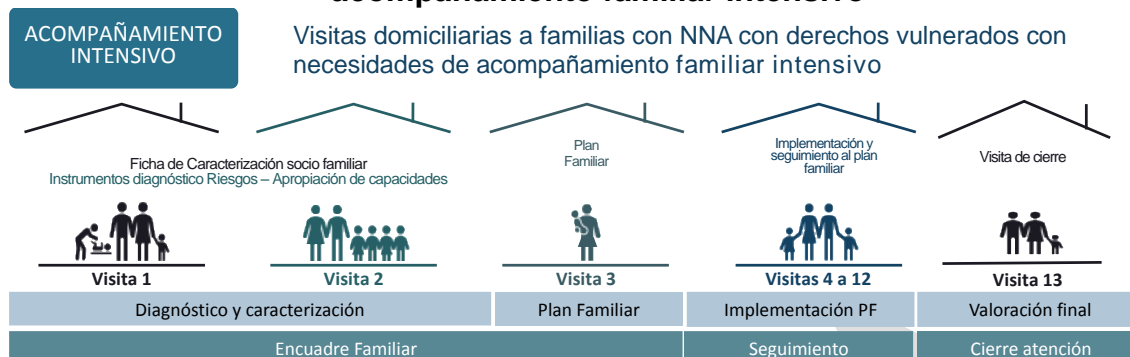 acompañamiento familiar intensivo
ACOMPAÑAMIENTO
INTENSIVO
Visitas domiciliarias a familias con NNA con derechos vulnerados con
necesidades de acompañamiento familiar intensivo
Ficha de Caracterización socio familiar
Instrumentos diagnóstico Riesgos – Apropiación de capacidades
Plan
Familiar
Implementación y
seguimiento al plan
familiar
Visita de cierre
Visita 1
Visita 2
Visita 3
Visitas 4 a 12
Visita 13
Diagnóstico y caracterización
Plan Familiar
Implementación PF
Valoración final
Encuadre Familiar
Seguimiento
Cierre atención